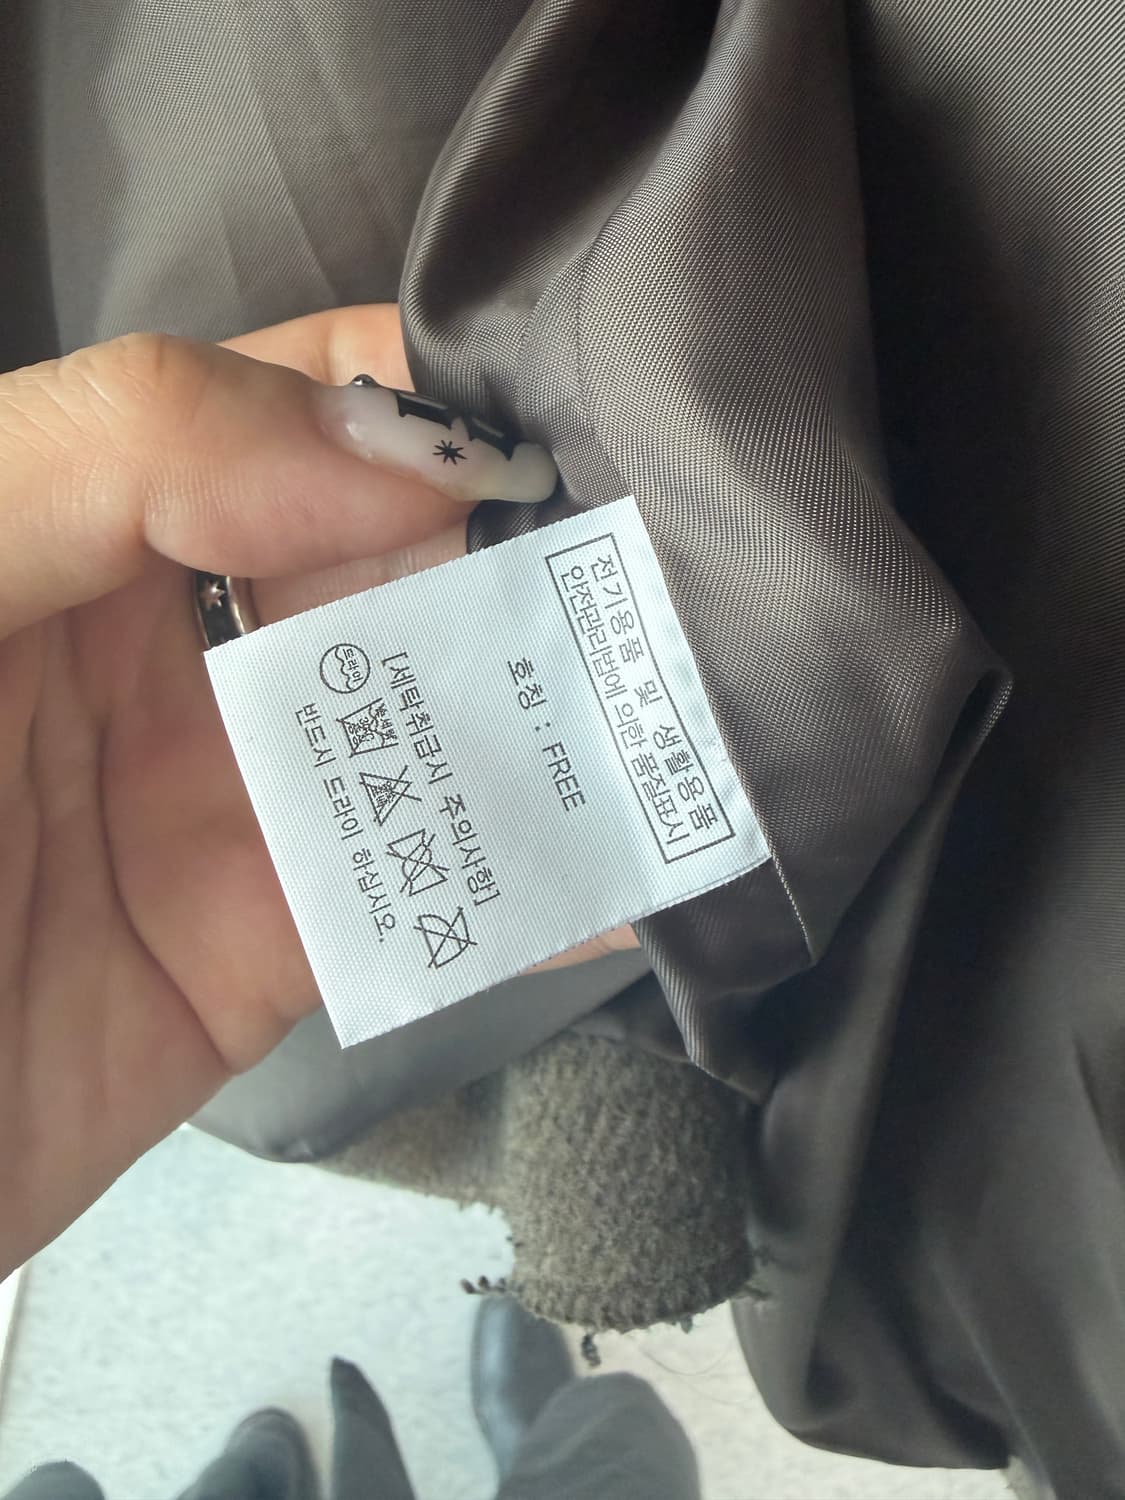 전기용품 및 생활용품
안전관리법에 의한 품질표시
호칭 : FREE
[세탁취급시 주의사항]
드라이
반드시 드라이 하십시오.